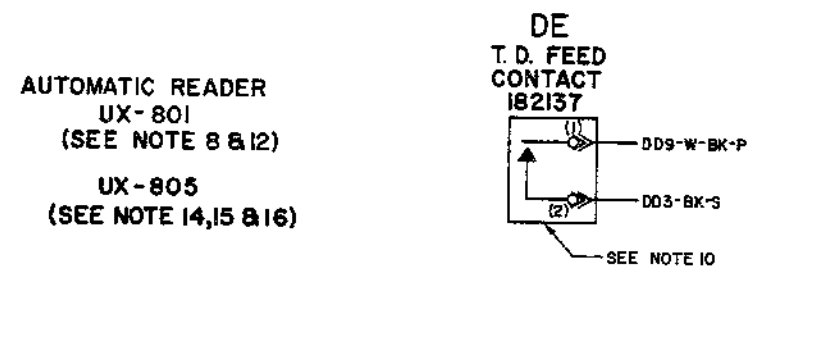 AUTOMATIC READER
UX-801
(SEE NOTE 8 & 12)
UX-805
(SEE NOTE 14,15 & 16)
DE
T. D. FEED
CONTACT
182137
(1)
DD9-W-BK-P
DD3-BK-S
(2)
SEE NOTE 10